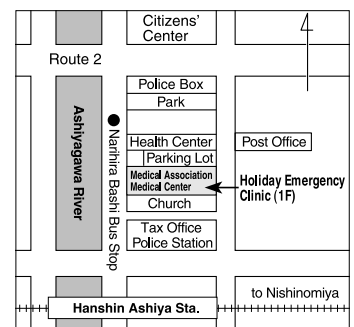 Citizens'
Center
Route 2
Police Box
Park
Ashiyagawa River
Narihira Bashi Bus Stop
Health Center
Post Office
Parking Lot
Medical Association
Medical Center
Holiday Emergency
Clinic (1F)
Church
Tax Office
Police Station
to Nishinomiya
Hanshin Ashiya Sta.